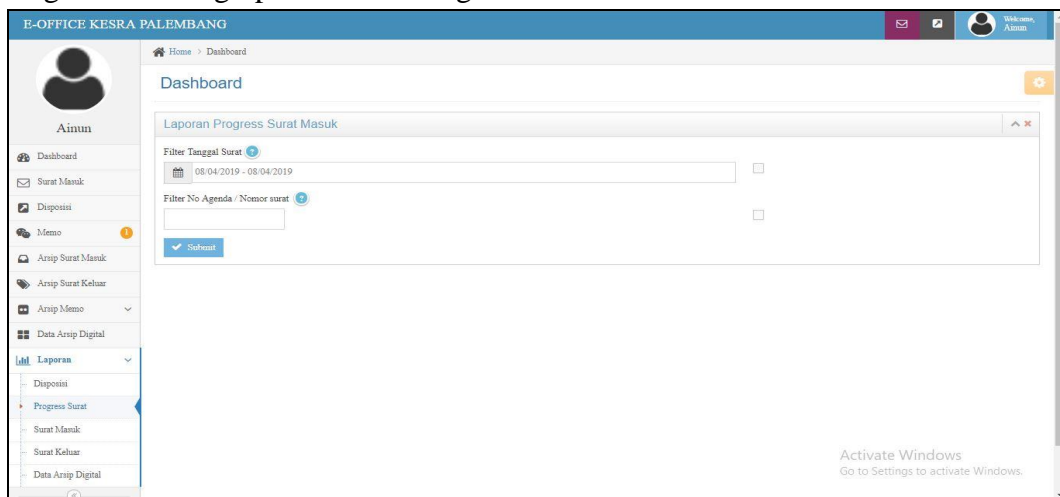 E-OFFICE KESRA PALEMBANG
Welcome,
Ainun
Home > Dashboard
Dashboard
Ainun
Dashboard
Surat Masuk
Disposisi
Memo
Arsip Surat Masuk
Arsip Surat Keluar
Arsip Memo
Data Arsip Digital
Laporan
Disposisi
Progress Surat
Surat Masuk
Surat Keluar
Data Arsip Digital
Laporan Progress Surat Masuk
Filter Tanggal Surat
08/04/2019 - 08/04/2019
Filter No Agenda / Nomor surat
Submit
Activate Windows
Go to Settings to activate Windows.